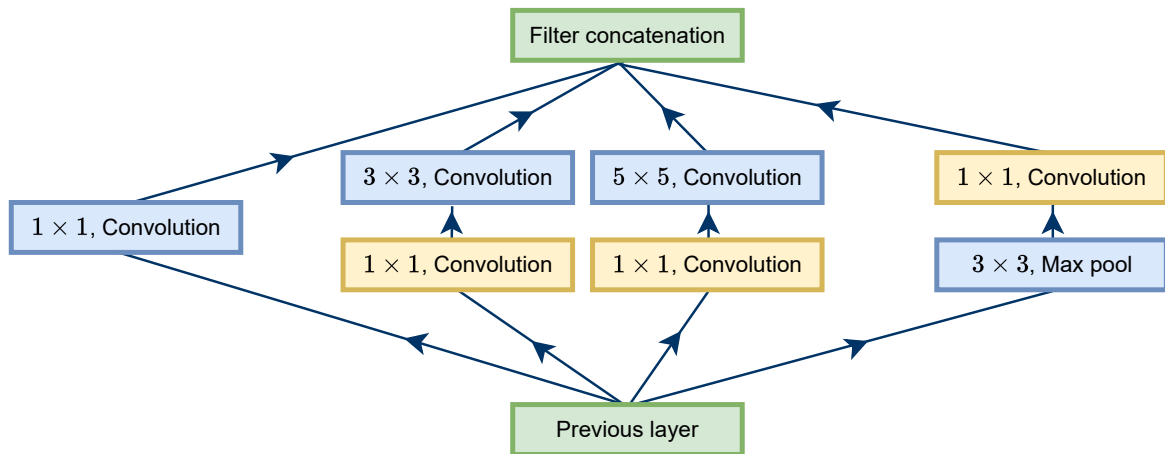 Filter concatenation
3 × 3, Convolution
5 × 5, Convolution
1 × 1, Convolution
1 × 1, Convolution
1 × 1, Convolution
1 × 1, Convolution
3 × 3, Max pool
Previous layer